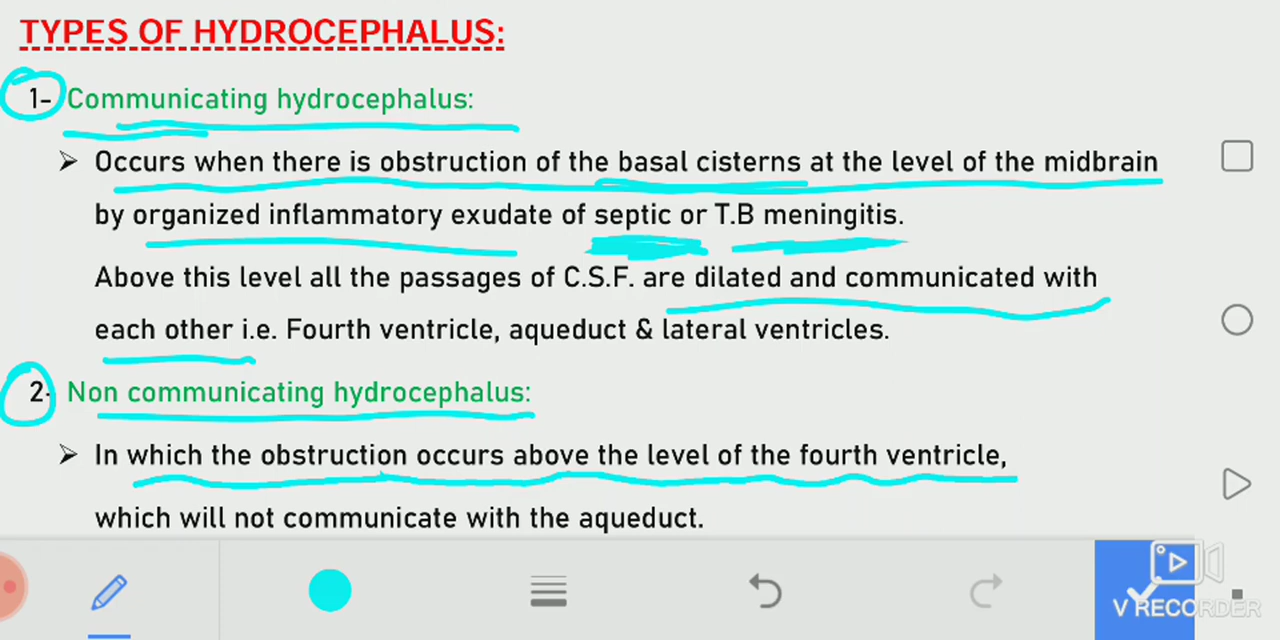 TYPES OF HYDROCEPHALUS:
1- Communicating hydrocephalus:
➢ Occurs when there is obstruction of the basal cisterns at the level of the midbrain
by organized inflammatory exudate of septic or T.B meningitis.
Above this level all the passages of C.S.F. are dilated and communicated with
each other i.e. Fourth ventricle, aqueduct & lateral ventricles.
2- Non communicating hydrocephalus:
➢ In which the obstruction occurs above the level of the fourth ventricle,
which will not communicate with the aqueduct.
V RECORDER